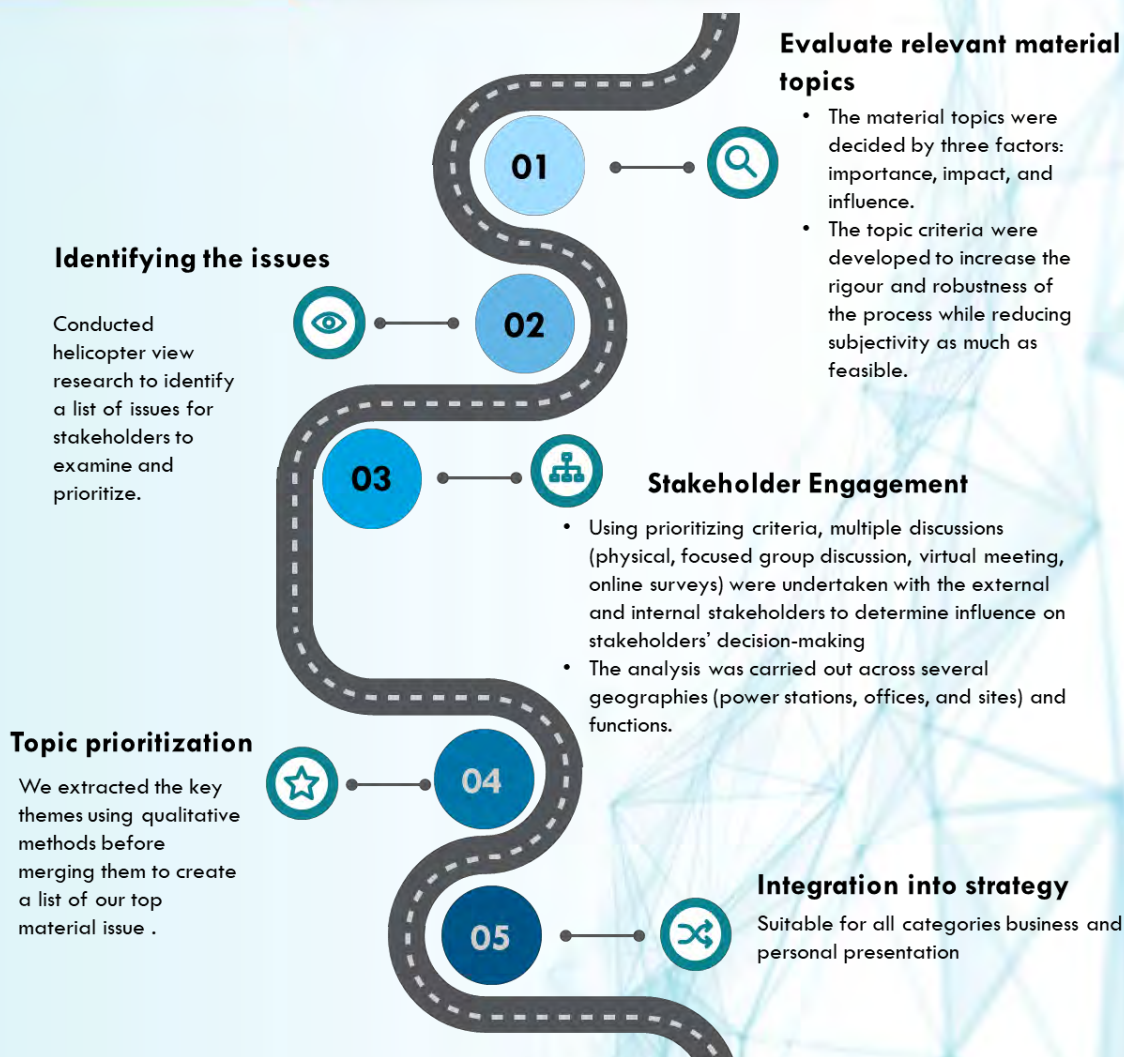 Evaluate relevant material
topics
• The material topics were
decided by three factors:
importance, impact, and
influence.
• The topic criteria were
developed to increase the
rigour and robustness of
the process while reducing
subjectivity as much as
feasible.
01
Identifying the issues
Conducted
helicopter view
research to identify
a list of issues for
stakeholders to
examine and
prioritize.
02
03
Stakeholder Engagement
• Using prioritizing criteria, multiple discussions
(physical, focused group discussion, virtual meeting,
online surveys) were undertaken with the external
and internal stakeholders to determine influence on
stakeholders’ decision-making
• The analysis was carried out across several
geographies (power stations, offices, and sites) and
functions.
Topic prioritization
We extracted the key
themes using qualitative
methods before
merging them to create
a list of our top
material issue .
04
05
Integration into strategy
Suitable for all categories business and
personal presentation